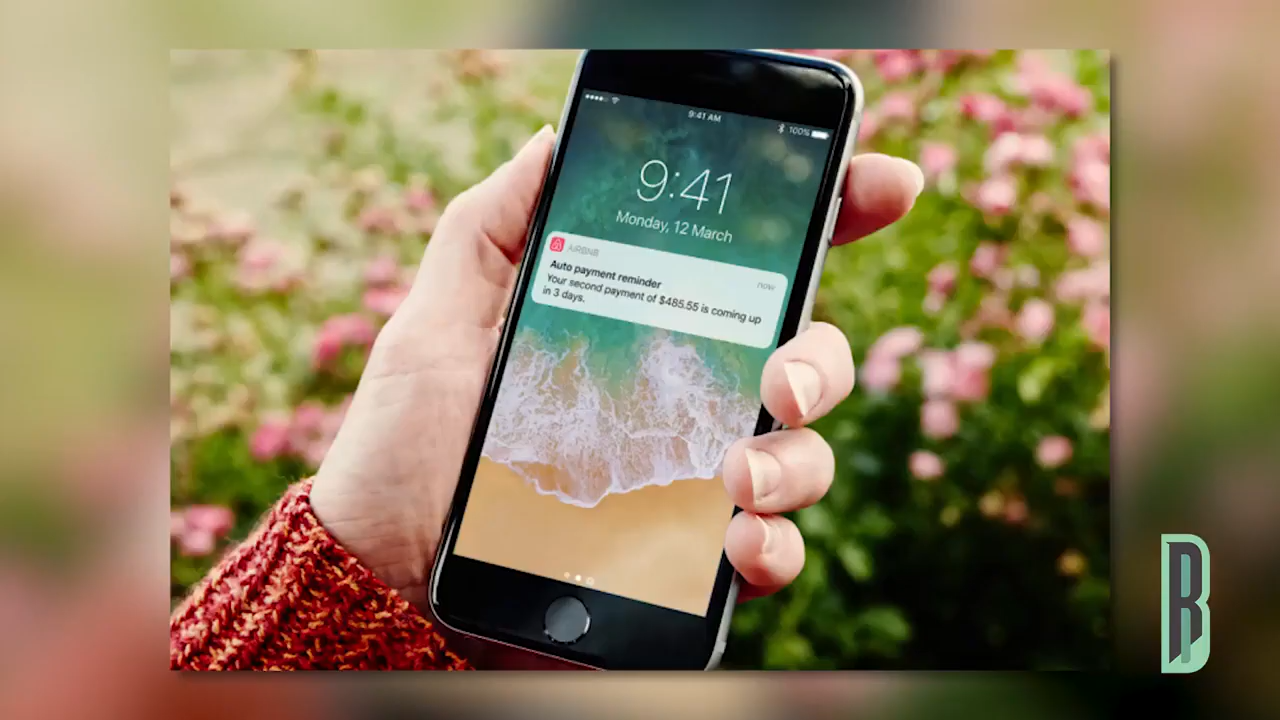 9:41 AM
100%
9:41
Monday, 12 March
AIRBNB
Auto payment reminder
now
Your second payment of $485.55 is coming up
in 3 days.